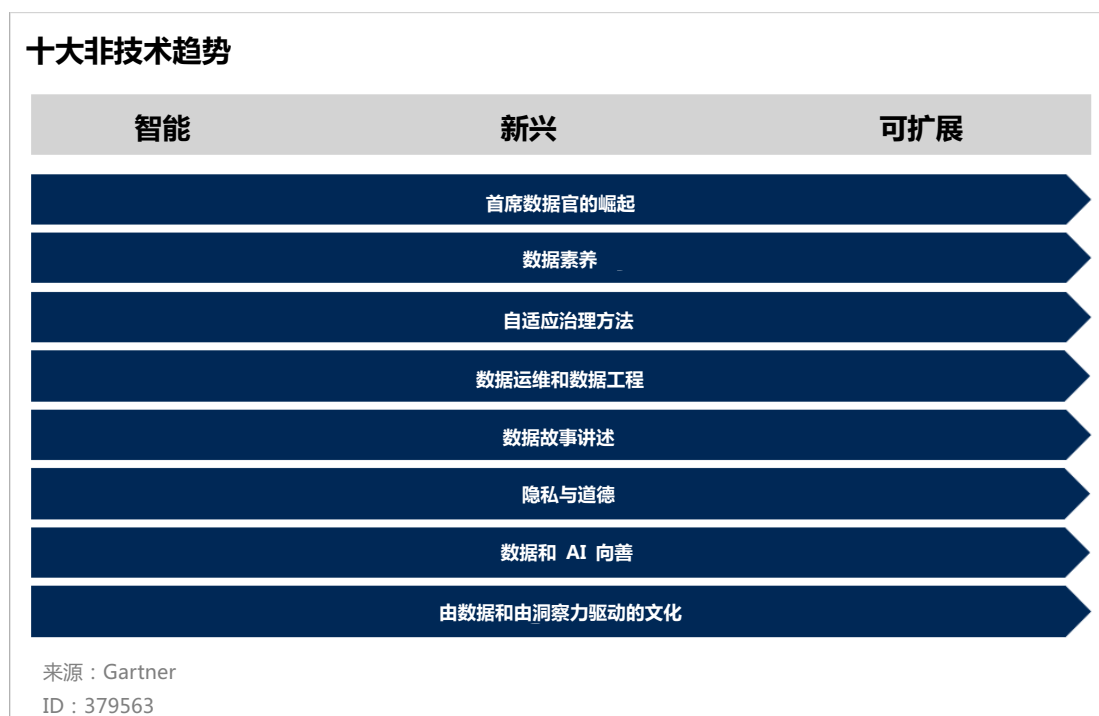 十大非技术趋势
智能 新兴 可扩展
首席数据官的崛起
数据素养
自适应治理方法
数据运维和数据工程
数据故事讲述
隐私与道德
数据和 AI 向善
由数据和由洞察力驱动的文化
来源：Gartner
ID：379563